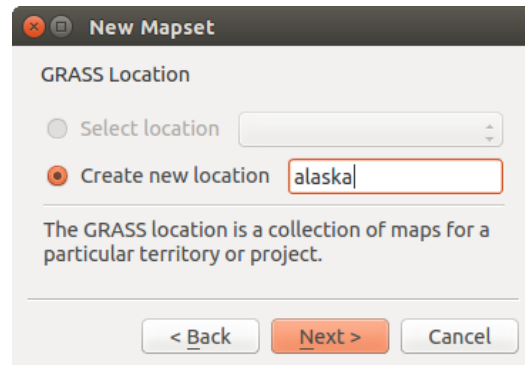 New Mapset
GRASS Location
Select location
Create new location alaska
The GRASS location is a collection of maps for a
particular territory or project.
< Back Next > Cancel